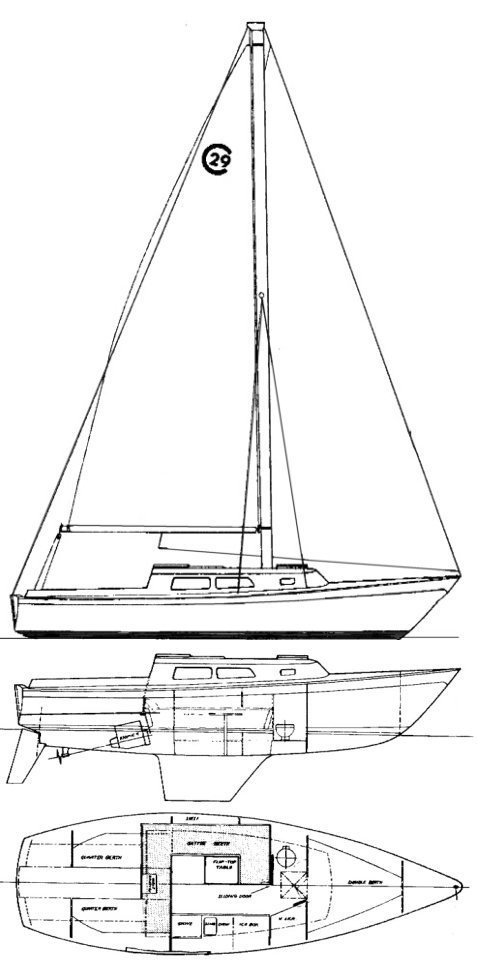 C 29
ENGINE
SHELF
SETTEE BERTH
QUARTER BERTH
FLIP-TOP
TABLE
SLIDING DOOR
DOUBLE BERTH
QUARTER BERTH
STOVE
ICE BOX